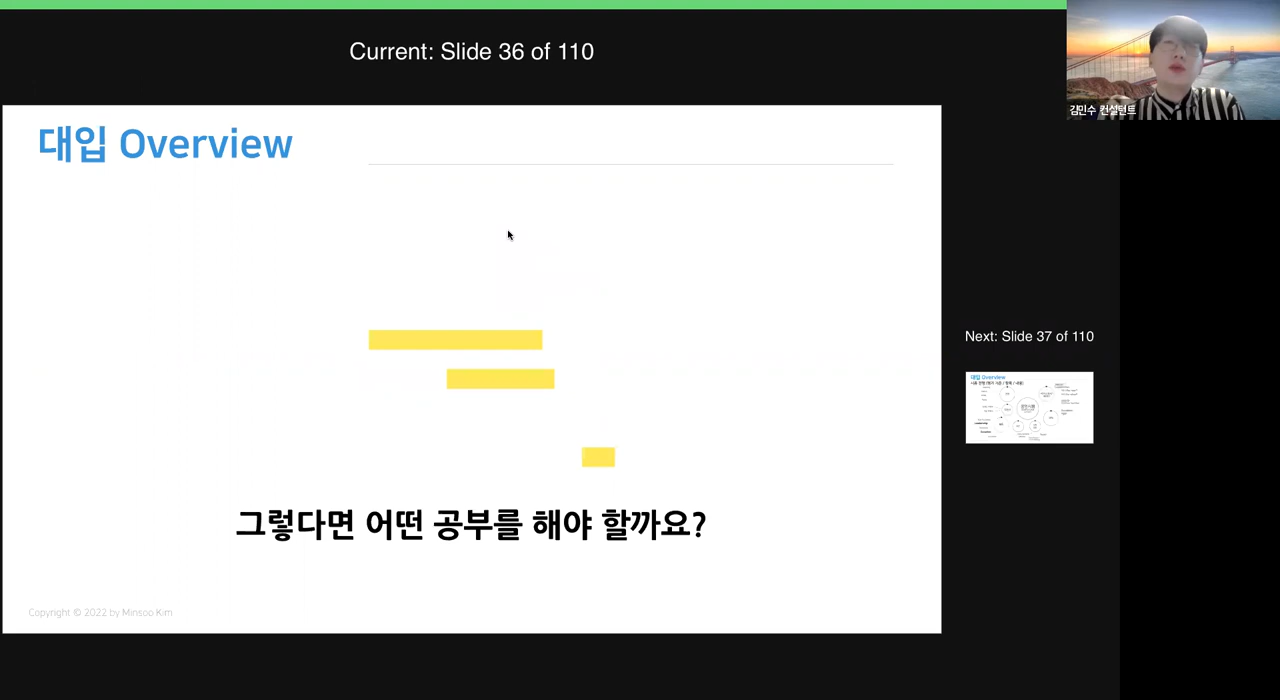 Current: Slide 36 of 110
김민수 컨설턴트
대입 Overview
Next: Slide 37 of 110
대입 Overview
그렇다면 어떤 공부를 해야 할까요?
Copyright © 2022 by Minsoo Kim